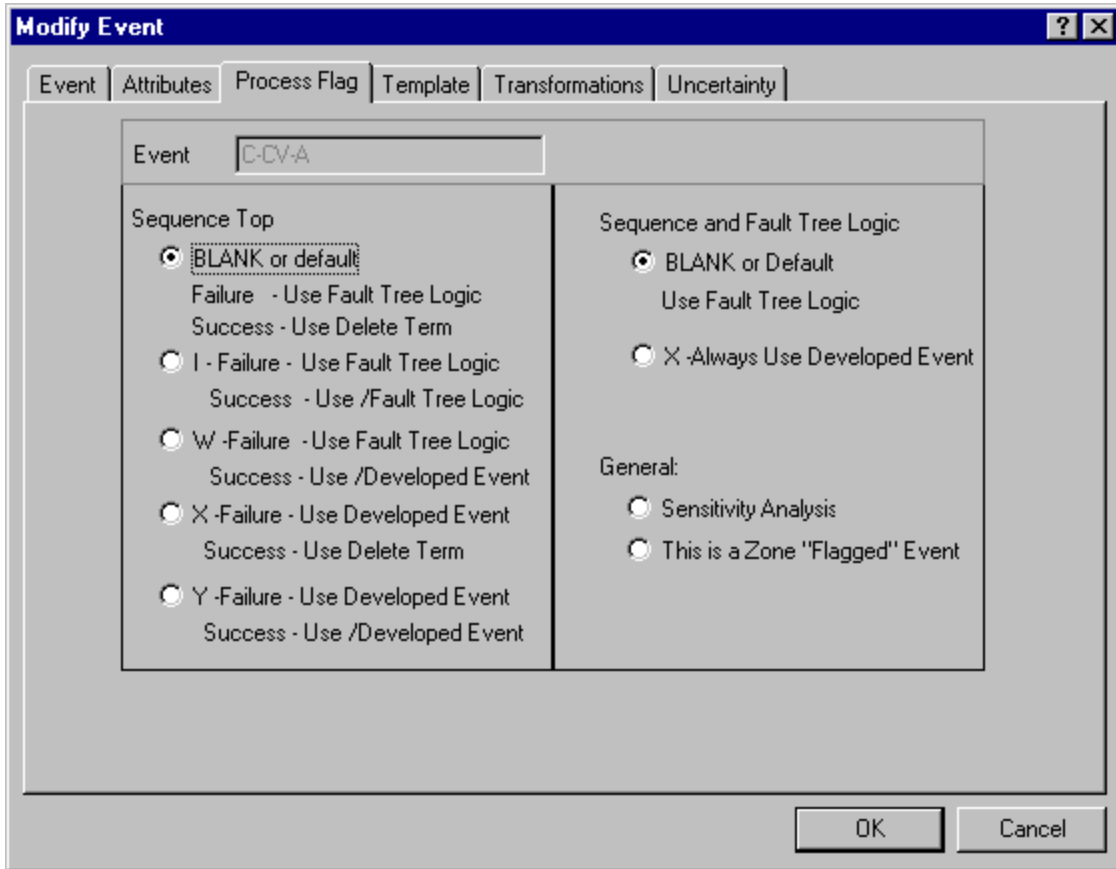 Modify Event
Event Attributes Process Flag Template Transformations Uncertainty
Event C-CV-A
Sequence Top
BLANK or default
Failure - Use Fault Tree Logic
Success - Use Delete Term
I - Failure - Use Fault Tree Logic
Success - Use /Fault Tree Logic
W -Failure - Use Fault Tree Logic
Success - Use /Developed Event
X -Failure - Use Developed Event
Success - Use Delete Term
Y -Failure - Use Developed Event
Success - Use /Developed Event
Sequence and Fault Tree Logic
BLANK or Default
Use Fault Tree Logic
X -Always Use Developed Event
General:
Sensitivity Analysis
This is a Zone "Flagged" Event
OK Cancel